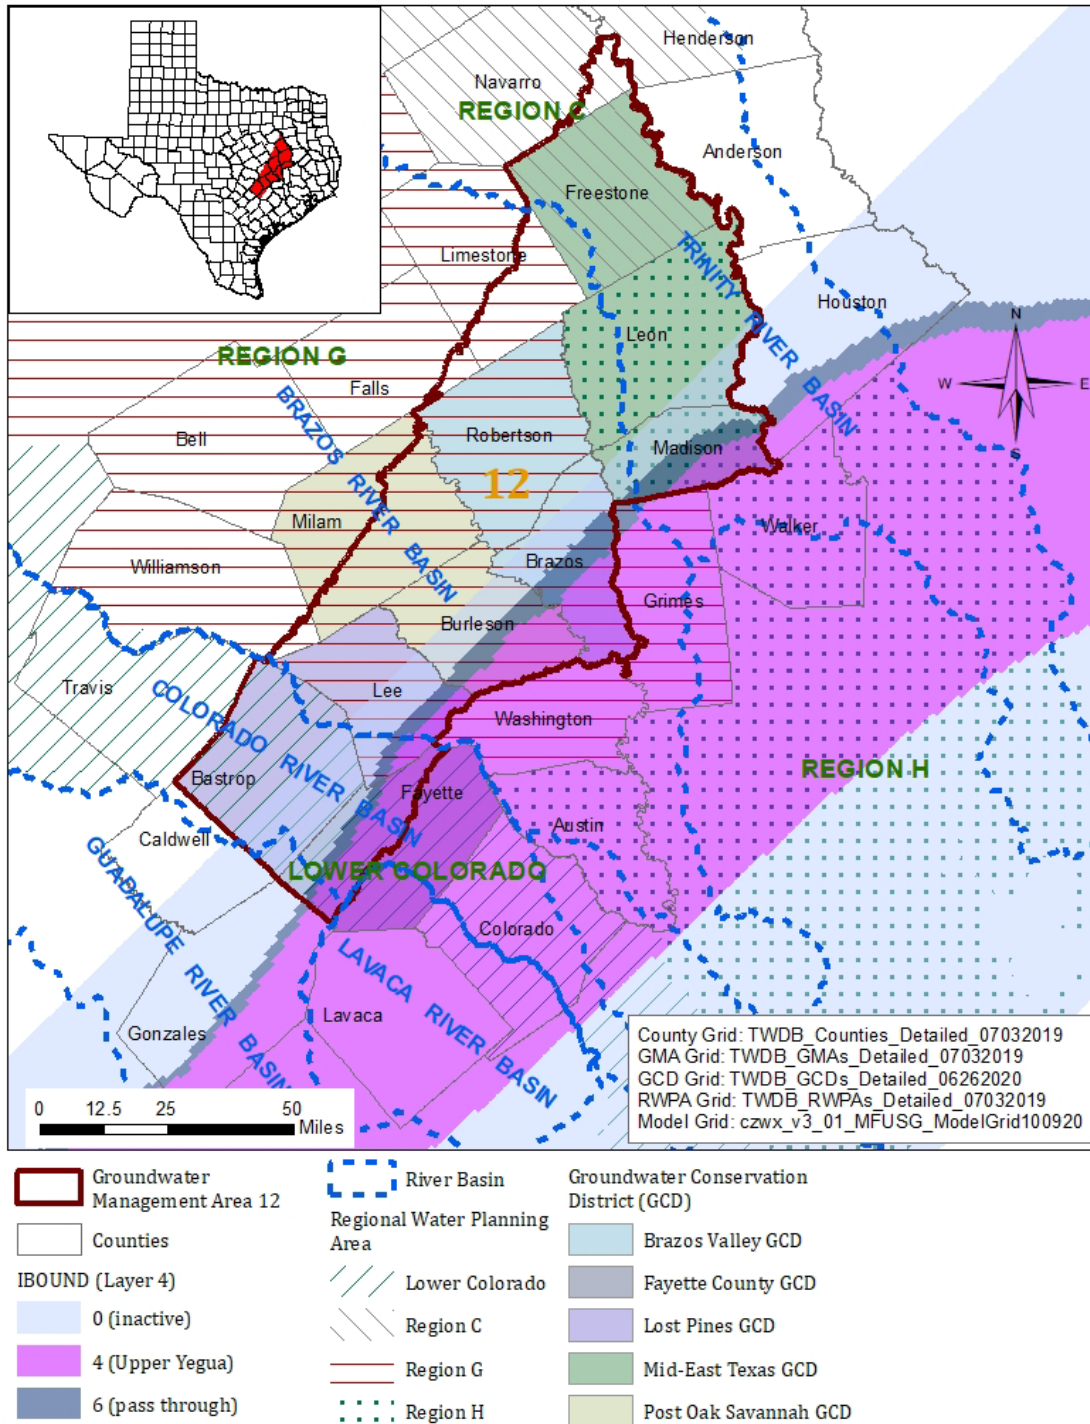 Henderson
Navarro
REGION C
Anderson
Freestone
Limestone
TRINITY RIVER BASIN
Houston
N
W
E
S
Leon
REGION G
Falls
BRAZOS RIVER BASIN
Bell
Robertson
Madison
12
Milam
Walker
Williamson
Brazos
Grimes
Burleson
Travis
Lee
COLORADO RIVER BASIN
Washington
Bastrop
REGION H
Fayette
Austin
Caldwell
GUADALUPE RIVER BASIN
LOWER COLORADO
Colorado
LAVACA RIVER BASIN
Lavaca
Gonzales
County Grid: TWDB_Counties_Detailed_07032019
GMA Grid: TWDB_GMAs_Detailed_07032019
GCD Grid: TWDB_GCDs_Detailed_06262020
RWPA Grid: TWDB_RWPAs_Detailed_07032019
Model Grid: czwx_v3_01_MFUSG_ModelGrid100920
0 12.5 25 50
Miles
Groundwater
Management Area 12
Counties
IBOUND (Layer 4)
0 (inactive)
4 (Upper Yegua)
6 (pass through)
River Basin
Regional Water Planning
Area
Lower Colorado
Region C
Region G
Region H
Groundwater Conservation
District (GCD)
Brazos Valley GCD
Fayette County GCD
Lost Pines GCD
Mid-East Texas GCD
Post Oak Savannah GCD